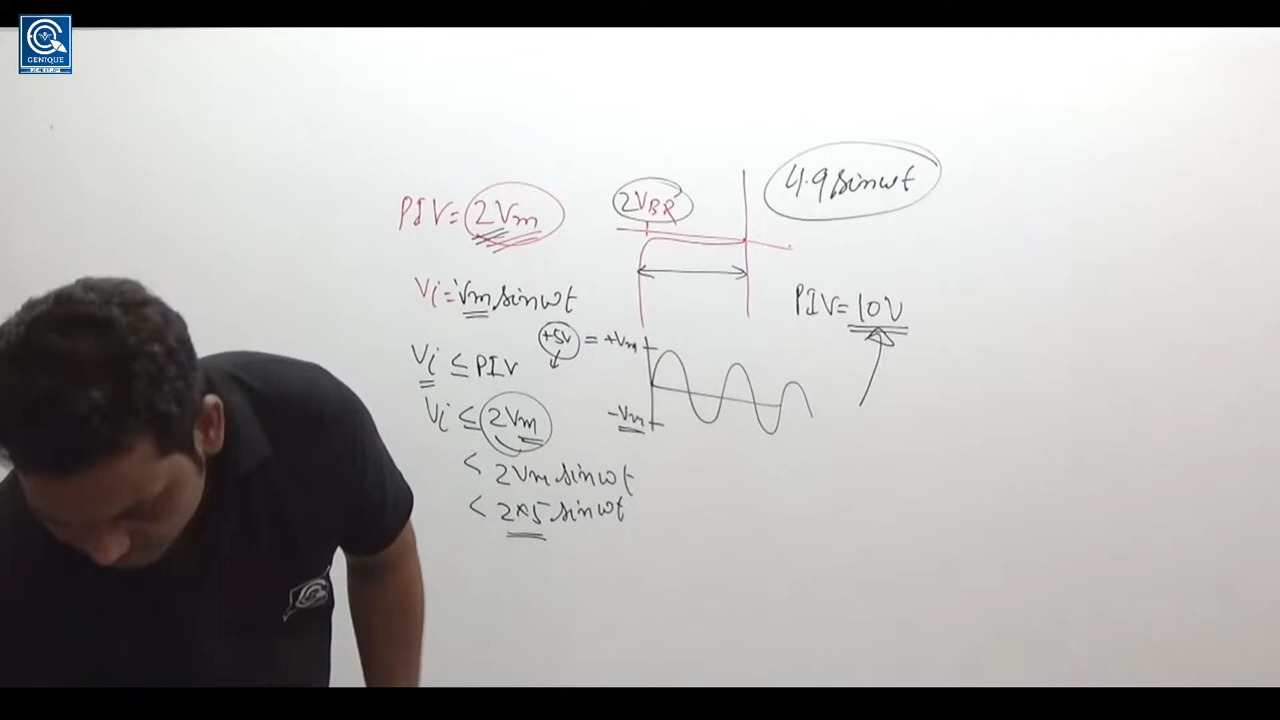 GENIQUE
4.9 sinωt
PIV = 2Vm
2VBR
Vi = Vm sinωt
PIV = 10V
+5V = +Vm
Vi ≤ PIV
Vi ≤ 2Vm
-Vm
< 2Vm sinωt
< 2×5 sinωt